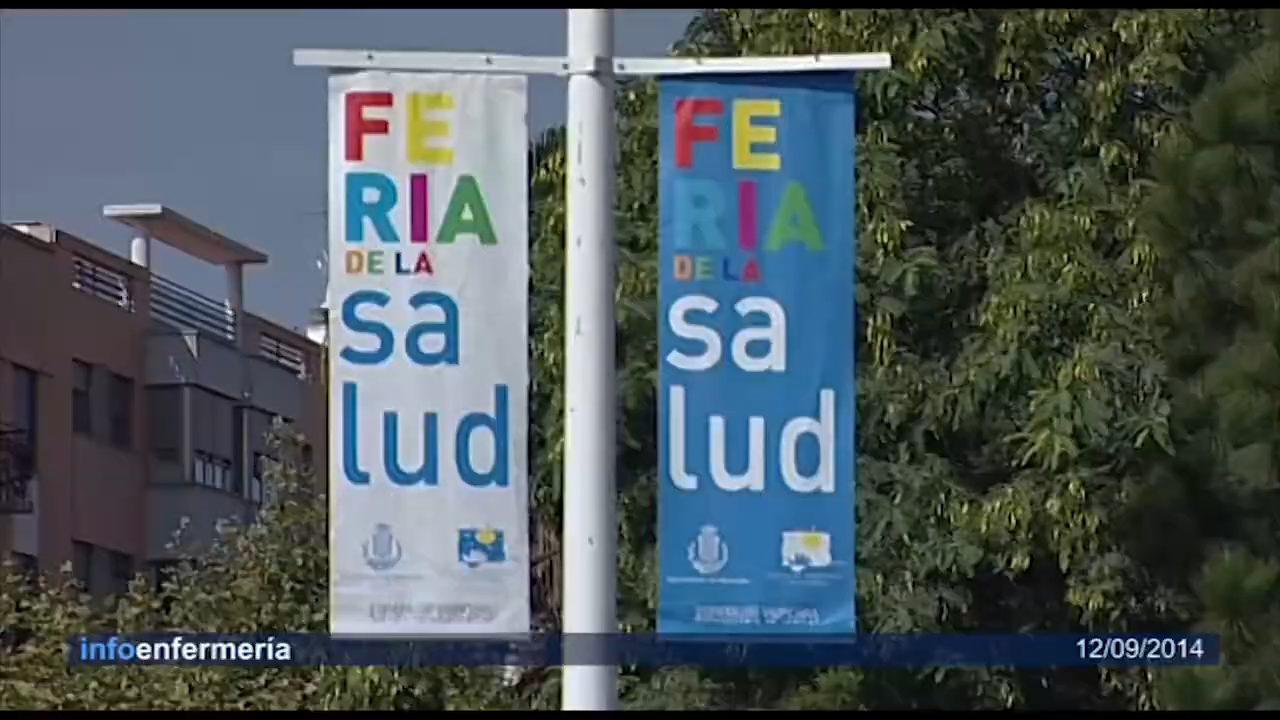 FE
RIA
DE LA
sa
lud
FE
RIA
DE LA
sa
lud
infoenfermería
12/09/2014